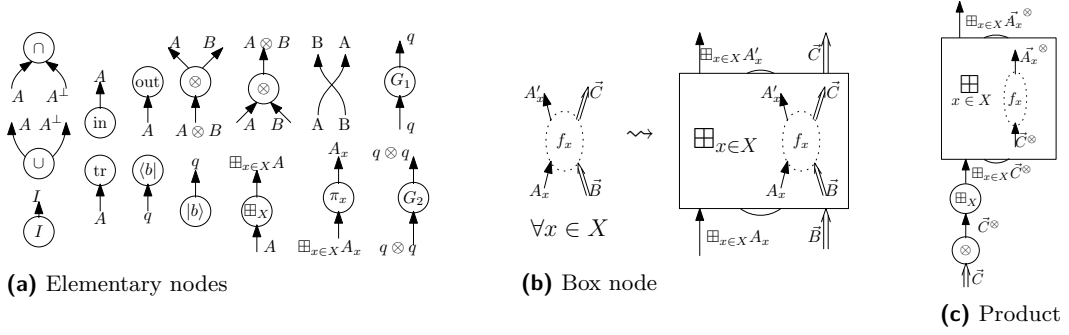 ∩
A A^⊥
A A^⊥
∪
I
I
A
in
tr
A
out
A
⟨b|
q
A B
⊗
A ⊗ B
q
|b⟩
A ⊗ B
⊗
A B
⊞_{x∈X} A
⊞_X
A
B A
A B
A_x
π_x
⊞_{x∈X} A_x
q
G_1
q
q ⊗ q
G_2
q ⊗ q
(a) Elementary nodes
A′_x C⃗
f_x
A_x B⃗
∀x ∈ X
⇝
⊞_{x∈X} A′_x C⃗
A′_x C⃗
⊞_{x∈X} f_x
A_x B⃗
⊞_{x∈X} A_x B⃗
(b) Box node
⊞_{x∈X} A⃗_x^⊗
A⃗_x^⊗
⊞
x ∈ X
f_x
C⃗^⊗
⊞_{x∈X} C⃗^⊗
⊞_X
C⃗^⊗
⊗
C⃗
(c) Product